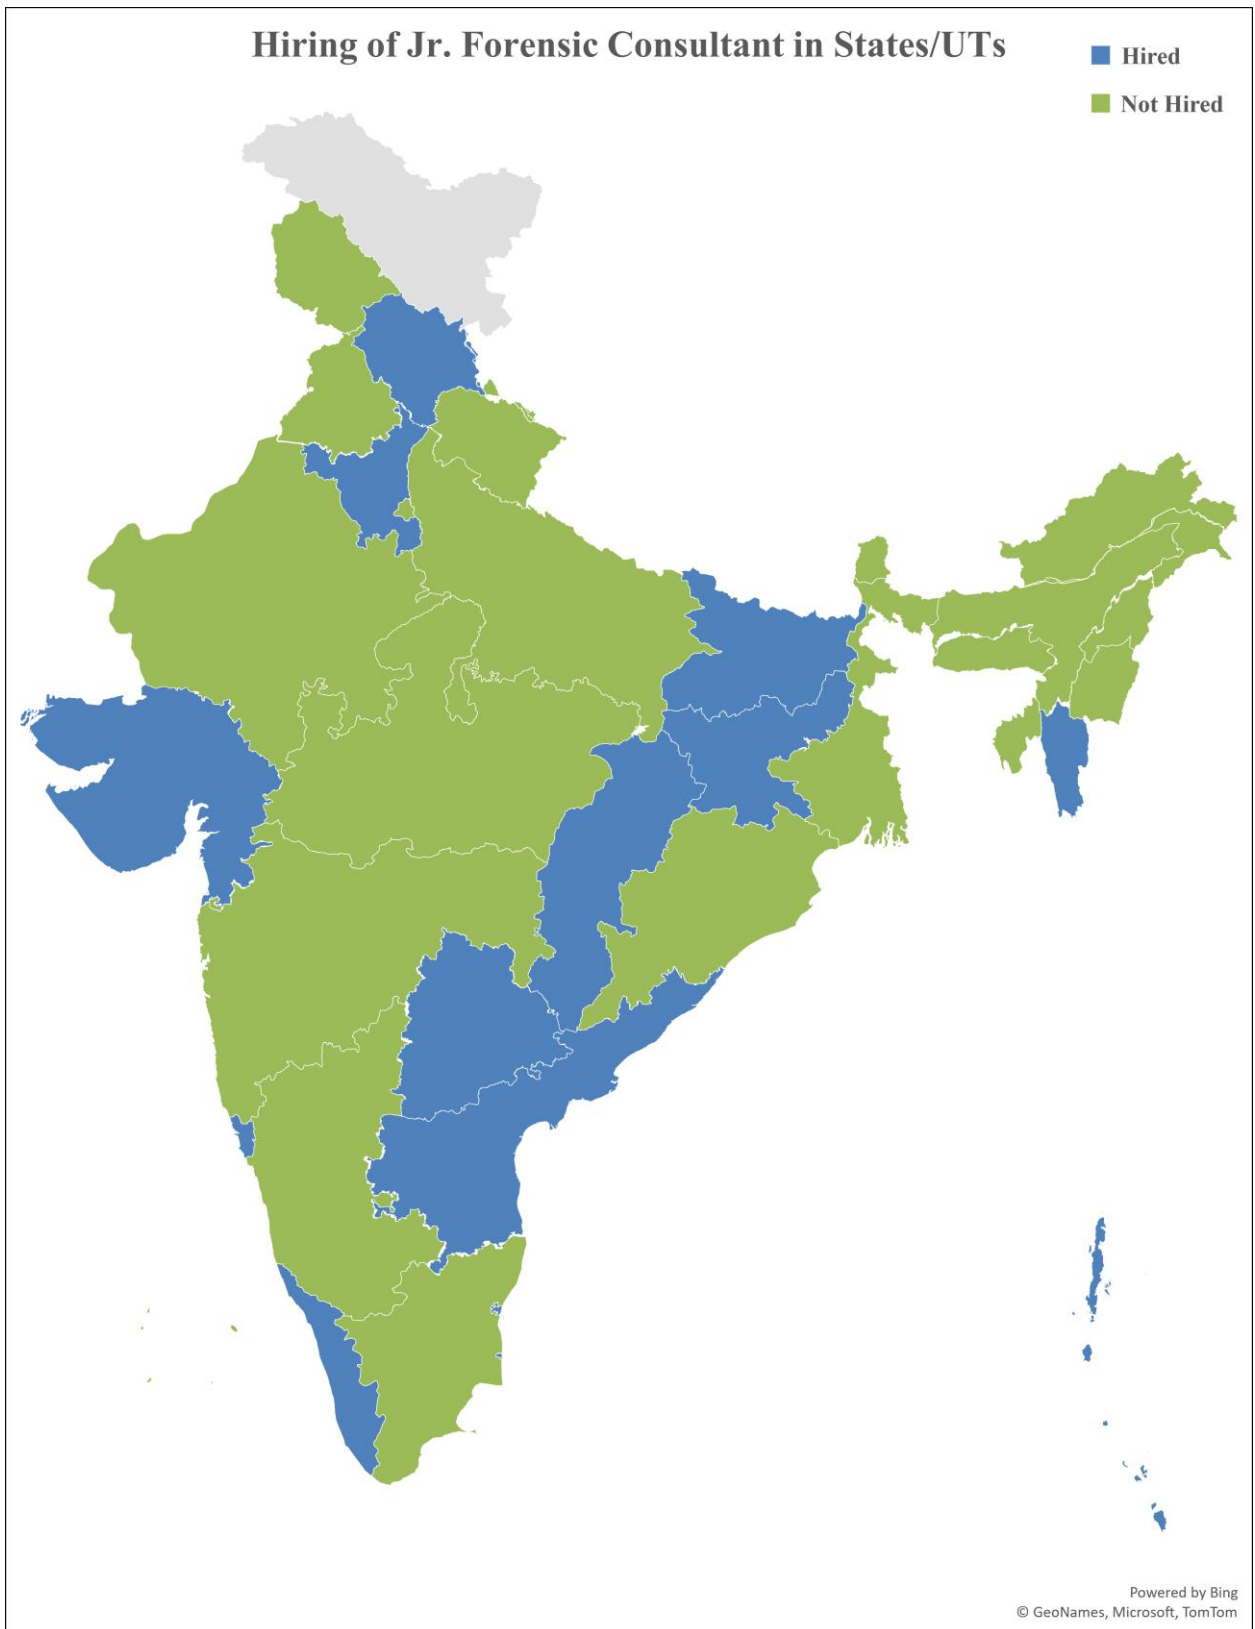 Hiring of Jr. Forensic Consultant in States/UTs
Hired
Not Hired
Powered by Bing
© GeoNames, Microsoft, TomTom